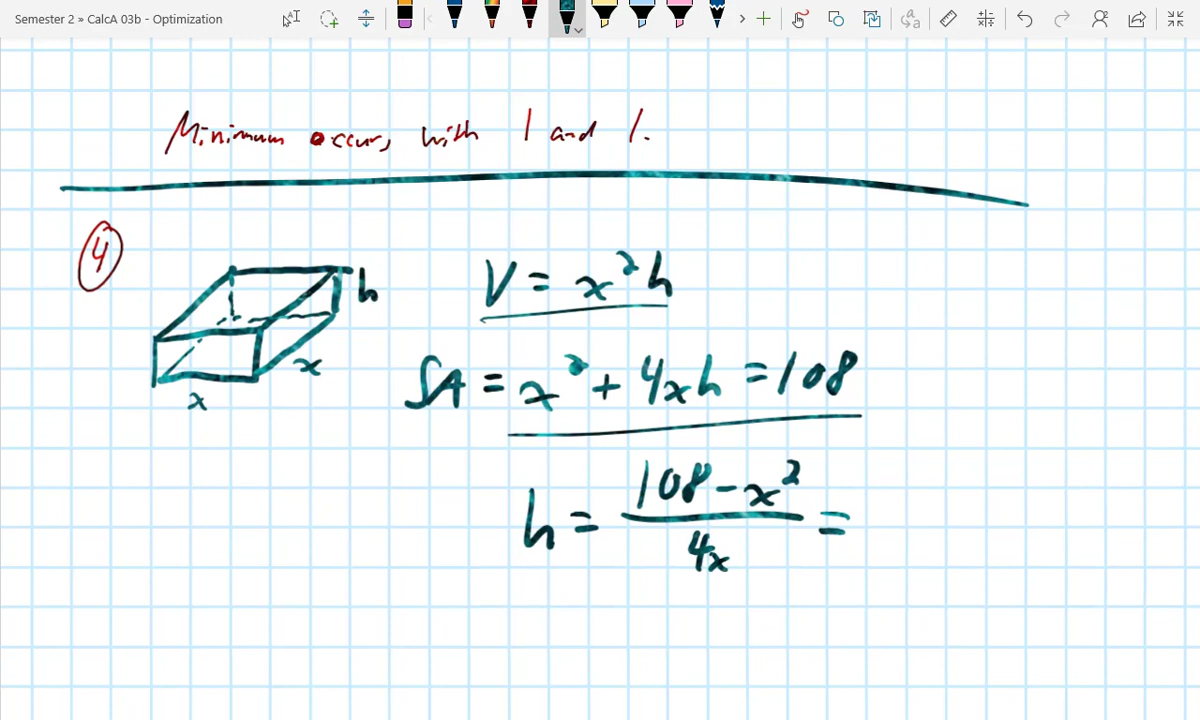 Semester 2 » CalcA 03b - Optimization
Minimum occurs with 1 and 1.
4
h
x
x
V = x²h
SA = x² + 4xh = 108
h = (108 - x²)/(4x) =